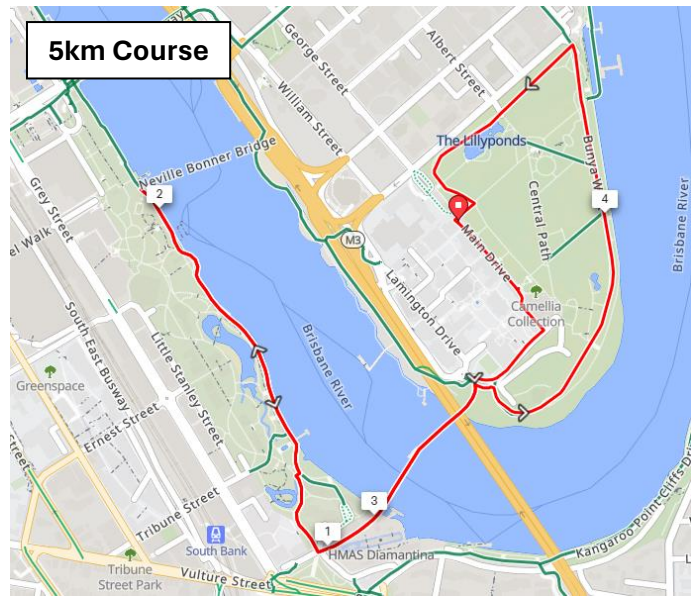 5km Course
George Street
Albert Street
William Street
The Lillyponds
Neville Bonner Bridge
Bunya W
Grey Street
2
4
Central Path
Main Drive
M3
el Walk
Lamington Drive
Camellia
Collection
Brisbane River
Brisbane
River
South East Busway
Little Stanley Street
Greenspace
Ernest Street
Tribune Street
3
1
South Bank
HMAS Diamantina
Kangaroo Point Cliffs Dri
Vulture Street
Tribune
Street Park
Street
L